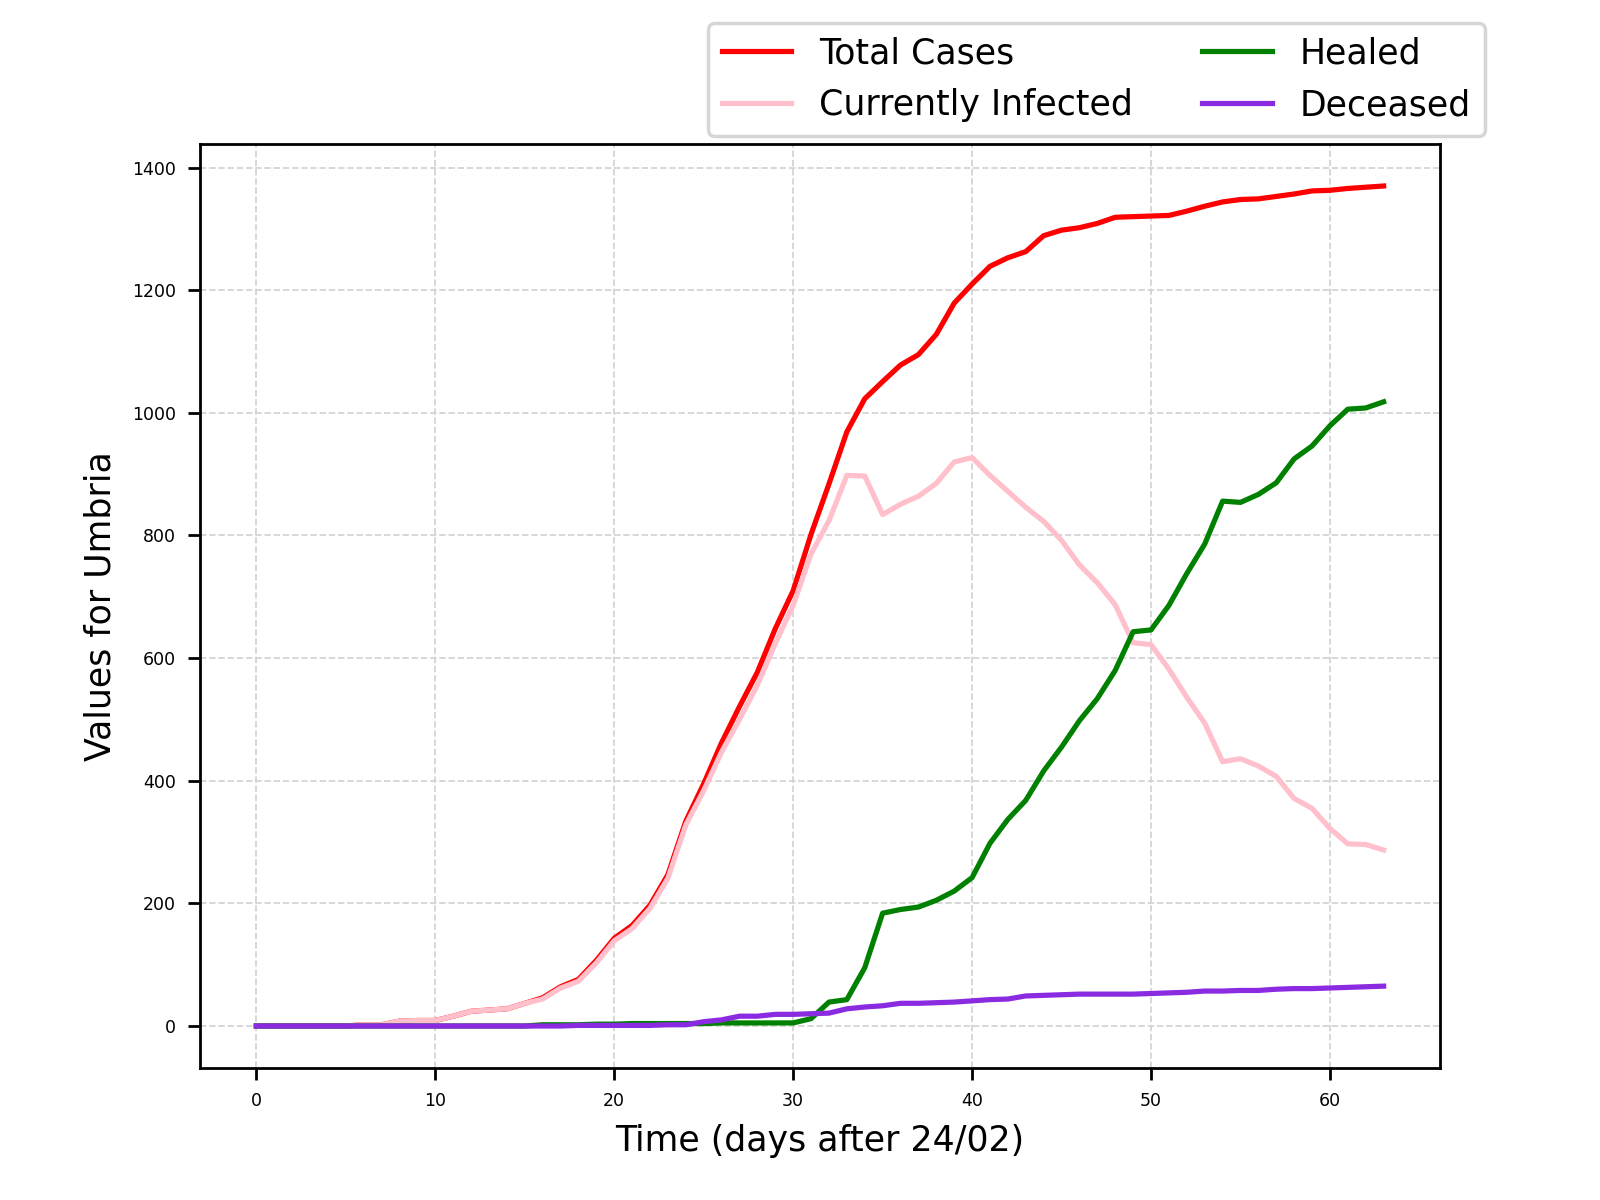 Total Cases
Currently Infected
Healed
Deceased
1400
1200
1000
800
600
400
200
0
Values for Umbria
0 10 20 30 40 50 60
Time (days after 24/02)